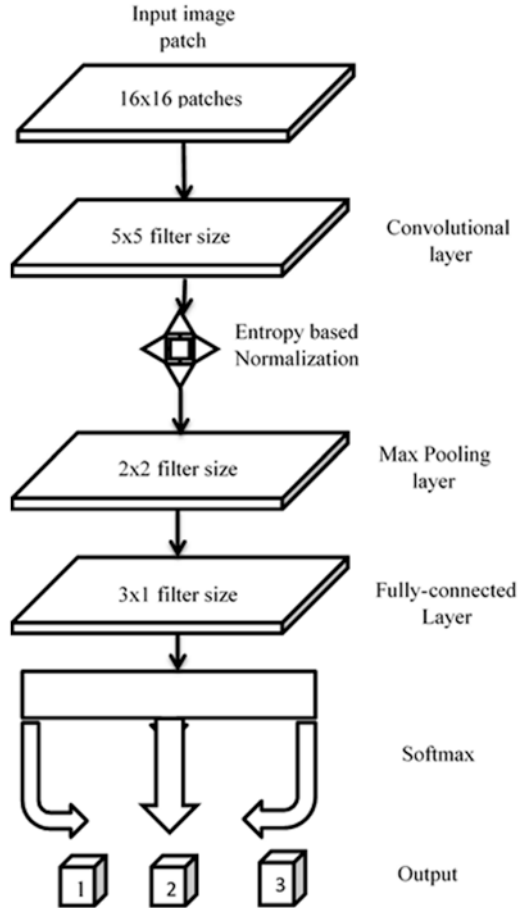 Input image
patch
16x16 patches
5x5 filter size
Convolutional
layer
Entropy based
Normalization
2x2 filter size
Max Pooling
layer
3x1 filter size
Fully-connected
Layer
Softmax
1
2
3
Output